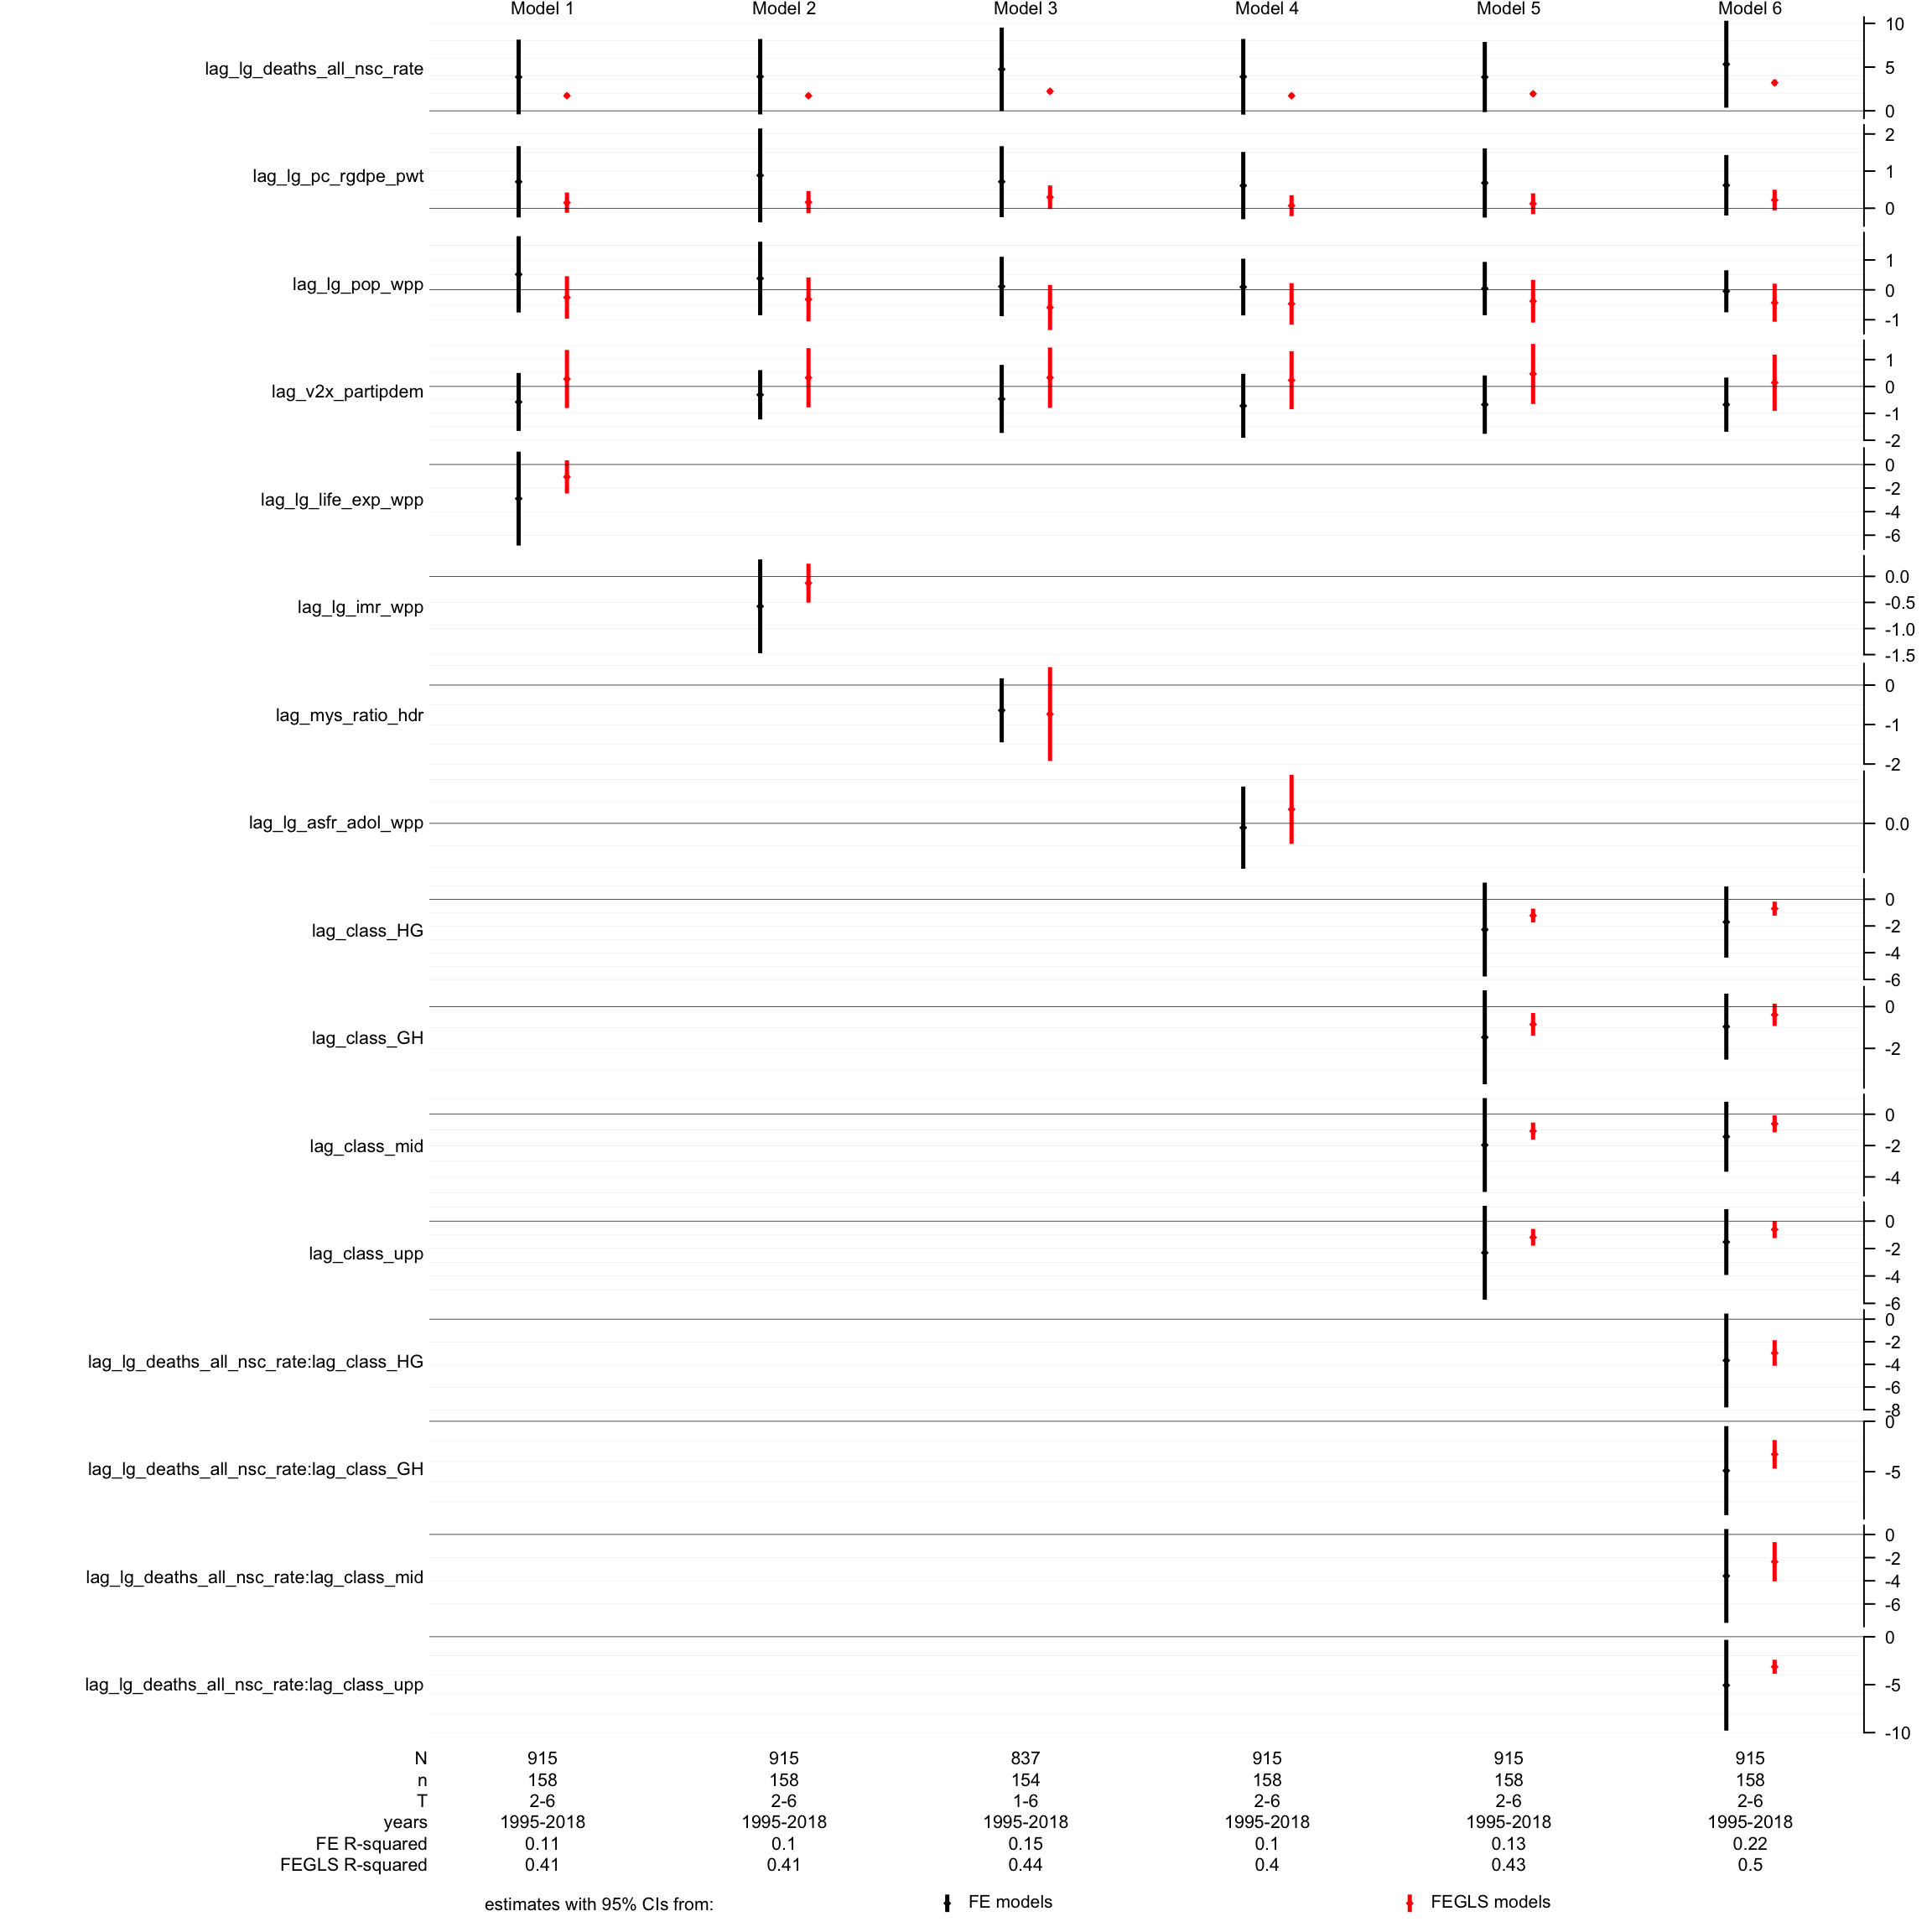 Model 1 Model 2 Model 3 Model 4 Model 5 Model 6
lag_lg_deaths_all_nsc_rate
10
5
0
lag_lg_pc_rgdpe_pwt
2
1
0
lag_lg_pop_wpp
1
0
-1
lag_v2x_partipdem
1
0
-1
-2
lag_lg_life_exp_wpp
0
-2
-4
-6
lag_lg_imr_wpp
0.0
-0.5
-1.0
-1.5
lag_mys_ratio_hdr
0
-1
-2
lag_lg_asfr_adol_wpp
0.0
lag_class_HG
0
-2
-4
-6
lag_class_GH
0
-2
lag_class_mid
0
-2
-4
lag_class_upp
0
-2
-4
-6
lag_lg_deaths_all_nsc_rate:lag_class_HG
0
-2
-4
-6
-8
lag_lg_deaths_all_nsc_rate:lag_class_GH
0
-5
lag_lg_deaths_all_nsc_rate:lag_class_mid
0
-2
-4
-6
lag_lg_deaths_all_nsc_rate:lag_class_upp
0
-5
-10
N 915 915 837 915 915 915
n 158 158 154 158 158 158
T 2-6 2-6 1-6 2-6 2-6 2-6
years 1995-2018 1995-2018 1995-2018 1995-2018 1995-2018 1995-2018
FE R-squared 0.11 0.1 0.15 0.1 0.13 0.22
FEGLS R-squared 0.41 0.41 0.44 0.4 0.43 0.5
estimates with 95% CIs from: FE models FEGLS models